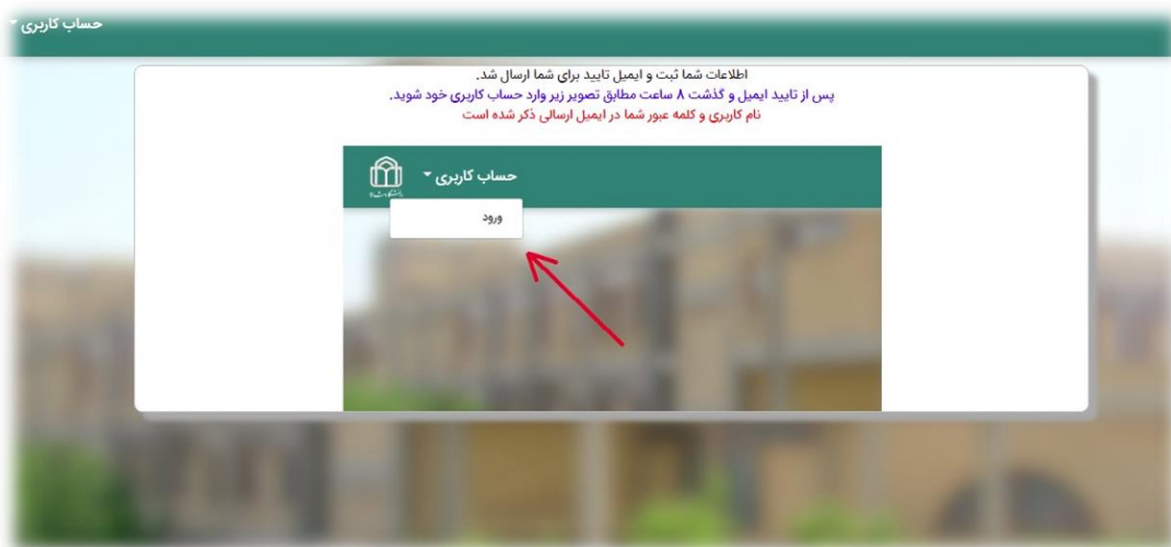 حساب کاربری
اطلاعات شما ثبت و ایمیل تایید برای شما ارسال شد.
پس از تایید ایمیل و گذشت ۸ ساعت مطابق تصویر زیر وارد حساب کاربری خود شوید.
نام کاربری و کلمه عبور شما در ایمیل ارسالی ذکر شده است
حساب کاربری
ورود